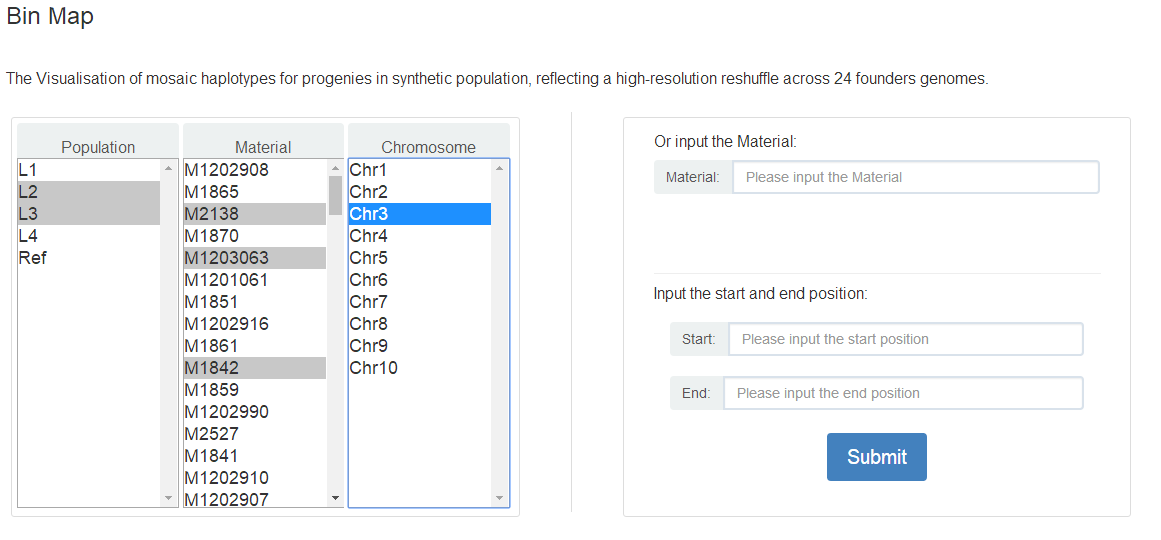 Bin Map
The Visualisation of mosaic haplotypes for progenies in synthetic population, reflecting a high-resolution reshuffle across 24 founders genomes.
Population
L1
L2
L3
L4
Ref
Material
M1202908
M1865
M2138
M1870
M1203063
M1201061
M1851
M1202916
M1861
M1842
M1859
M1202990
M2527
M1841
M1202910
M1202907
Chromosome
Chr1
Chr2
Chr3
Chr4
Chr5
Chr6
Chr7
Chr8
Chr9
Chr10
Or input the Material:
Material: Please input the Material
Input the start and end position:
Start: Please input the start position
End: Please input the end position
Submit